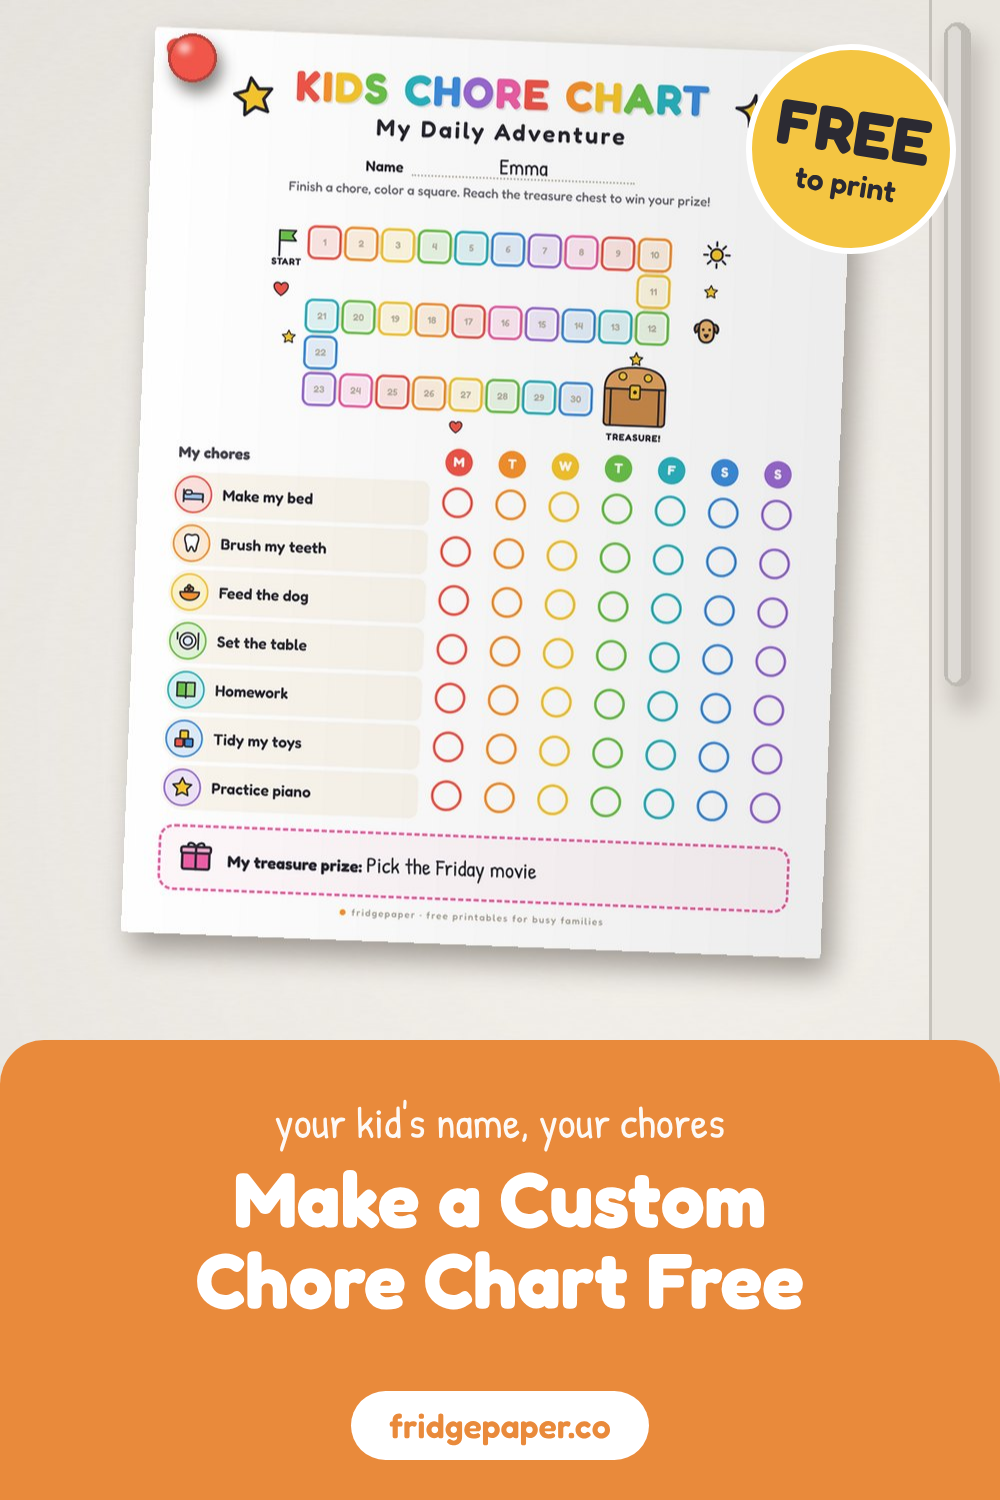 KIDS CHORE CHART
My Daily Adventure
FREE
to print
Name Emma
Finish a chore, color a square. Reach the treasure chest to win your prize!
START
1 2 3 4 5 6 7 8 9 10
11
21 20 19 18 17 16 15 14 13 12
22
23 24 25 26 27 28 29 30
TREASURE!
My chores M T W T F S S
Make my bed
Brush my teeth
Feed the dog
Set the table
Homework
Tidy my toys
Practice piano
My treasure prize: Pick the Friday movie
fridgepaper · free printables for busy families
your kid's name, your chores
Make a Custom
Chore Chart Free
fridgepaper.co